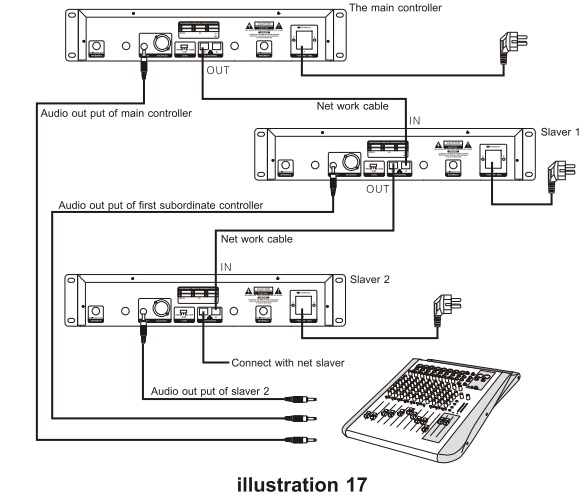 The main controller
OUT
Net work cable
Audio out put of main controller
IN
Slaver 1
OUT
Audio out put of first subordinate controller
Net work cable
IN
Slaver 2
Connect with net slaver
Audio out put of slaver 2
illustration 17